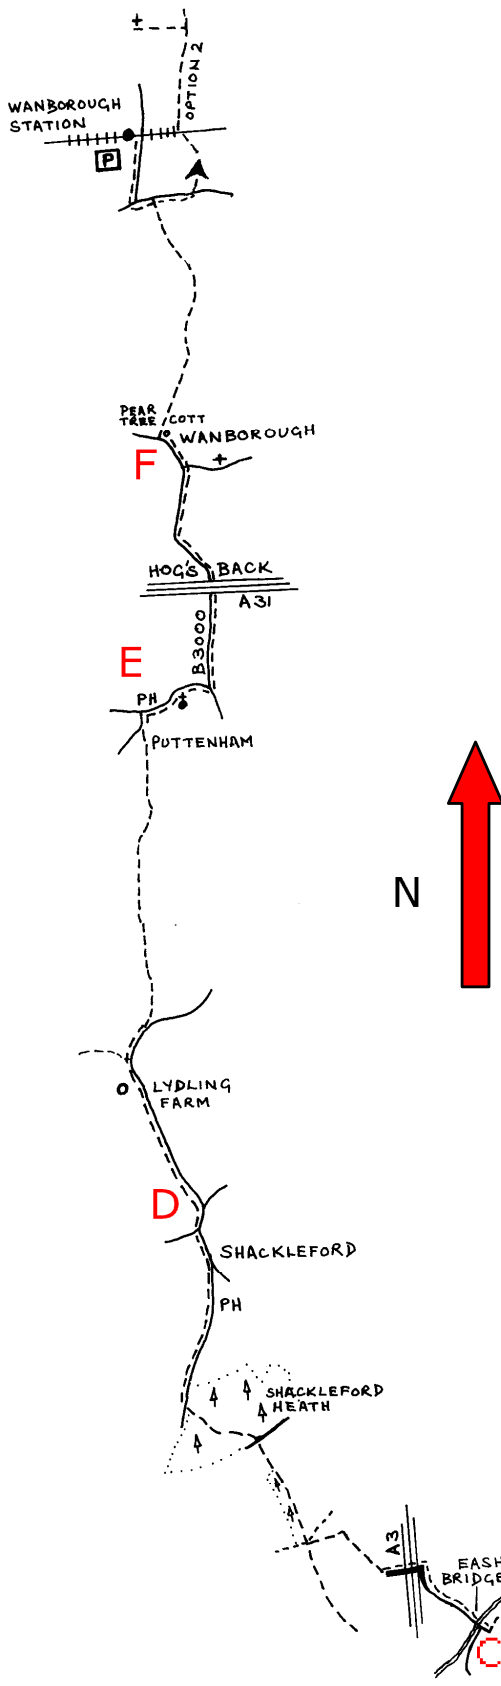 OPTION 2
WANBOROUGH
STATION
P
PEAR
TREE COTT
WANBOROUGH
F
HOG'S BACK
A31
B3000
E
PH
PUTTENHAM
N
LYDLING
FARM
D
SHACKLEFORD
PH
SHACKLEFORD
HEATH
A3
EASH
BRIDGE
C